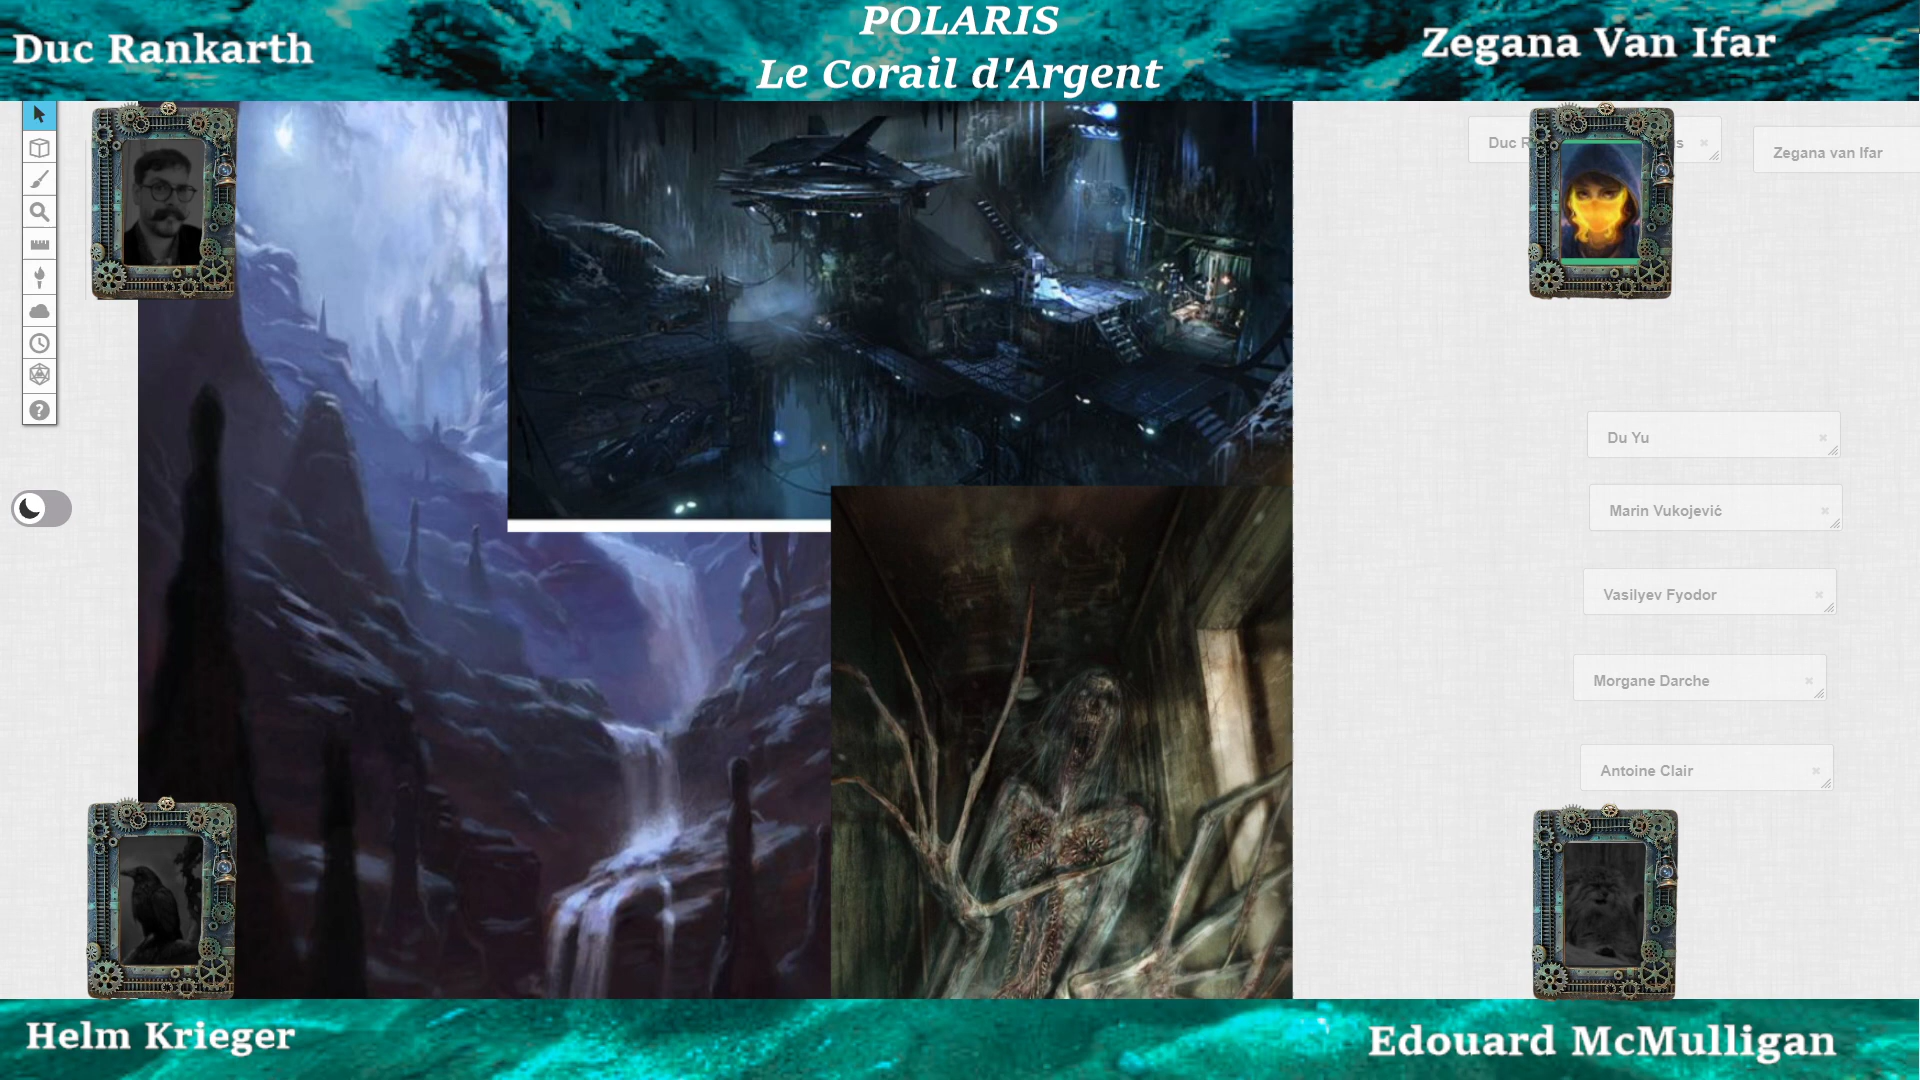 POLARIS
Le Corail d'Argent
Duc Rankarth
Zegana Van Ifar
Duc R
s
Zegana van Ifar
Du Yu
Marin Vukojević
Vasilyev Fyodor
Morgane Darche
Antoine Clair
Helm Krieger
Edouard McMulligan